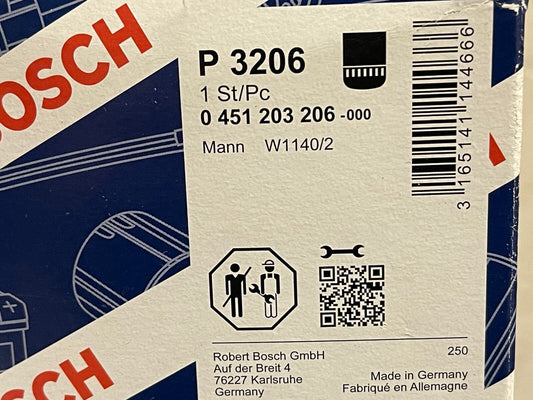 BOSCH
P 3206
1 St/Pc
0 451 203 206 -000
Mann W1140/2
3 165141 144666
Robert Bosch GmbH
Auf der Breit 4
76227 Karlsruhe
Germany
250
Made in Germany
Fabriqué en Allemagne
BOSCH